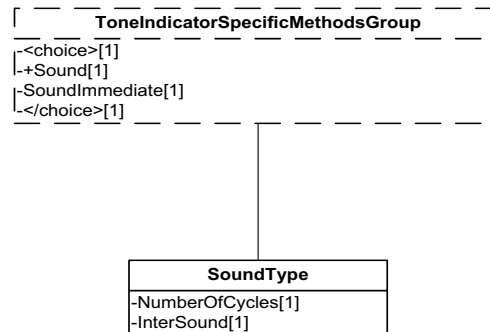 ToneIndicatorSpecificMethodsGroup
-<choice>[1]
-+Sound[1]
-SoundImmediate[1]
-</choice>[1]
SoundType
-NumberOfCycles[1]
-InterSound[1]